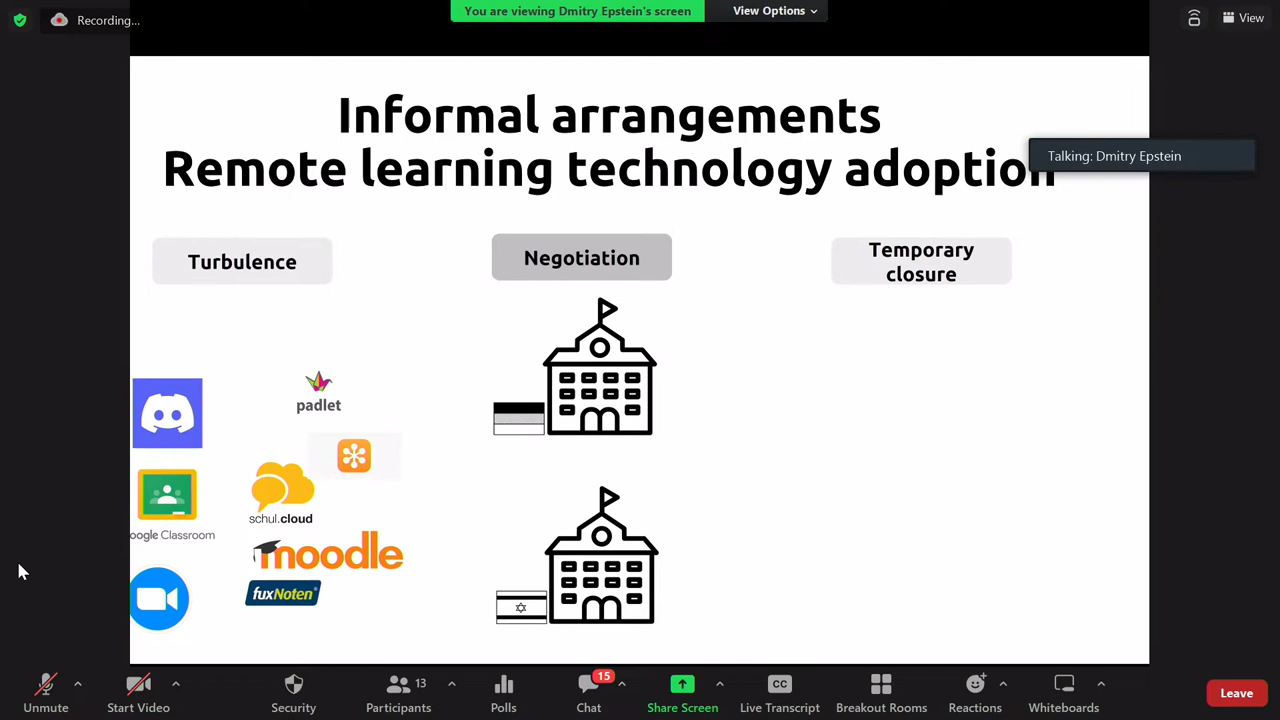 Recording...
You are viewing Dmitry Epstein's screen
View Options
View
Informal arrangements
Remote learning technology adoption
Talking: Dmitry Epstein
Turbulence
Negotiation
Temporary
closure
padlet
schul.cloud
oogle Classroom
moodle
fuxNoten
Unmute
Start Video
Security
13
Participants
Polls
15
Chat
Share Screen
CC
Live Transcript
Breakout Rooms
Reactions
Whiteboards
Leave